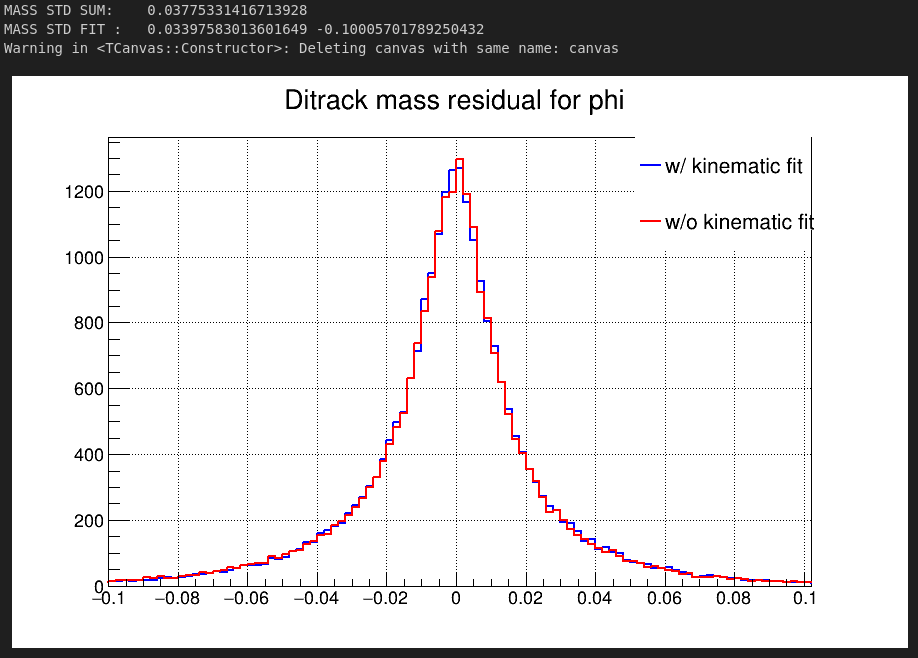 MASS STD SUM: 0.03775331416713928
MASS STD FIT : 0.03397583013601649 -0.10005701789250432
Warning in <TCanvas::Constructor>: Deleting canvas with same name: canvas
Ditrack mass residual for phi
w/ kinematic fit
w/o kinematic fit
1200
1000
800
600
400
200
0
−0.1 −0.08 −0.06 −0.04 −0.02 0 0.02 0.04 0.06 0.08 0.1